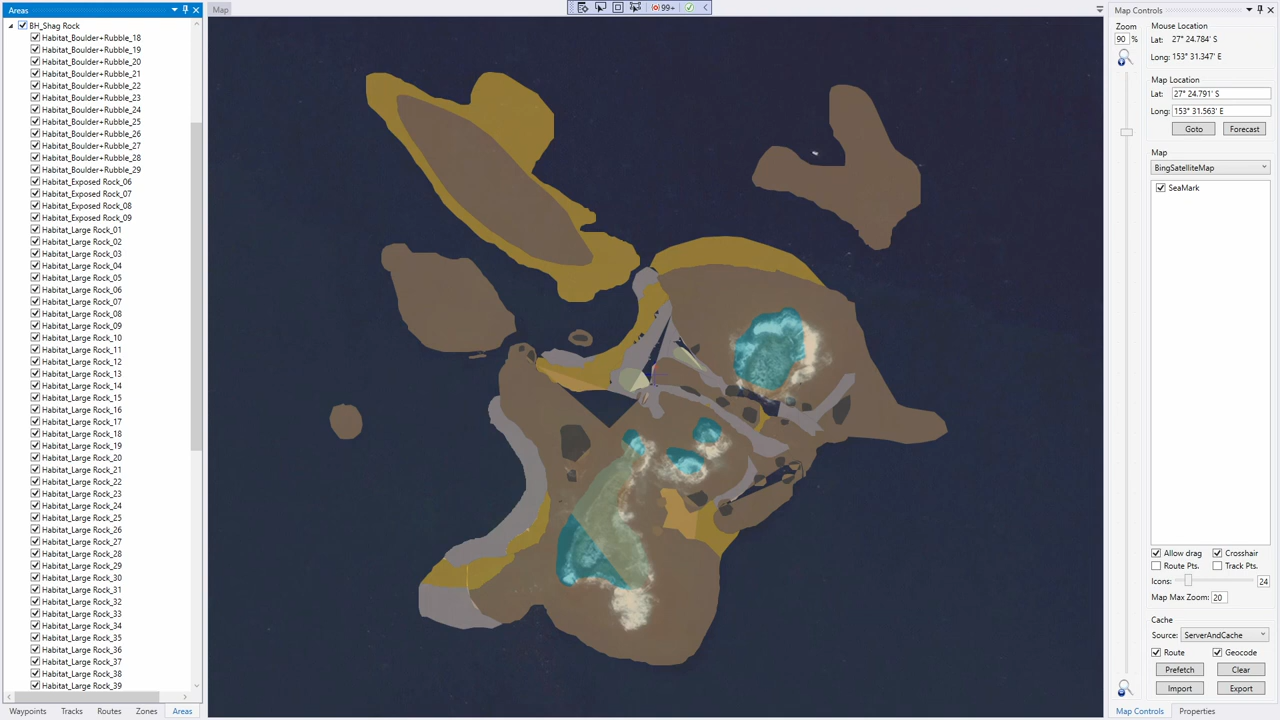 Areas
BH_Shag Rock
Habitat_Boulder+Rubble_18
Habitat_Boulder+Rubble_19
Habitat_Boulder+Rubble_20
Habitat_Boulder+Rubble_21
Habitat_Boulder+Rubble_22
Habitat_Boulder+Rubble_23
Habitat_Boulder+Rubble_24
Habitat_Boulder+Rubble_25
Habitat_Boulder+Rubble_26
Habitat_Boulder+Rubble_27
Habitat_Boulder+Rubble_28
Habitat_Boulder+Rubble_29
Habitat_Exposed Rock_06
Habitat_Exposed Rock_07
Habitat_Exposed Rock_08
Habitat_Exposed Rock_09
Habitat_Large Rock_01
Habitat_Large Rock_02
Habitat_Large Rock_03
Habitat_Large Rock_04
Habitat_Large Rock_05
Habitat_Large Rock_06
Habitat_Large Rock_07
Habitat_Large Rock_08
Habitat_Large Rock_09
Habitat_Large Rock_10
Habitat_Large Rock_11
Habitat_Large Rock_12
Habitat_Large Rock_13
Habitat_Large Rock_14
Habitat_Large Rock_15
Habitat_Large Rock_16
Habitat_Large Rock_17
Habitat_Large Rock_18
Habitat_Large Rock_19
Habitat_Large Rock_20
Habitat_Large Rock_21
Habitat_Large Rock_22
Habitat_Large Rock_23
Habitat_Large Rock_24
Habitat_Large Rock_25
Habitat_Large Rock_26
Habitat_Large Rock_27
Habitat_Large Rock_28
Habitat_Large Rock_29
Habitat_Large Rock_30
Habitat_Large Rock_31
Habitat_Large Rock_32
Habitat_Large Rock_33
Habitat_Large Rock_34
Habitat_Large Rock_35
Habitat_Large Rock_36
Habitat_Large Rock_37
Habitat_Large Rock_38
Habitat_Large Rock_39
Waypoints Tracks Routes Zones Areas
Map
99+
Map Controls
Zoom
90 %
Mouse Location
Lat: 27° 24.784' S
Long: 153° 31.347' E
Map Location
Lat: 27° 24.791' S
Long: 153° 31.563' E
Goto Forecast
Map
BingSatelliteMap
SeaMark
Allow drag Crosshair
Route Pts. Track Pts.
Icons: 24
Map Max Zoom: 20
Cache
Source: ServerAndCache
Route Geocode
Prefetch Clear
Import Export
Map Controls Properties